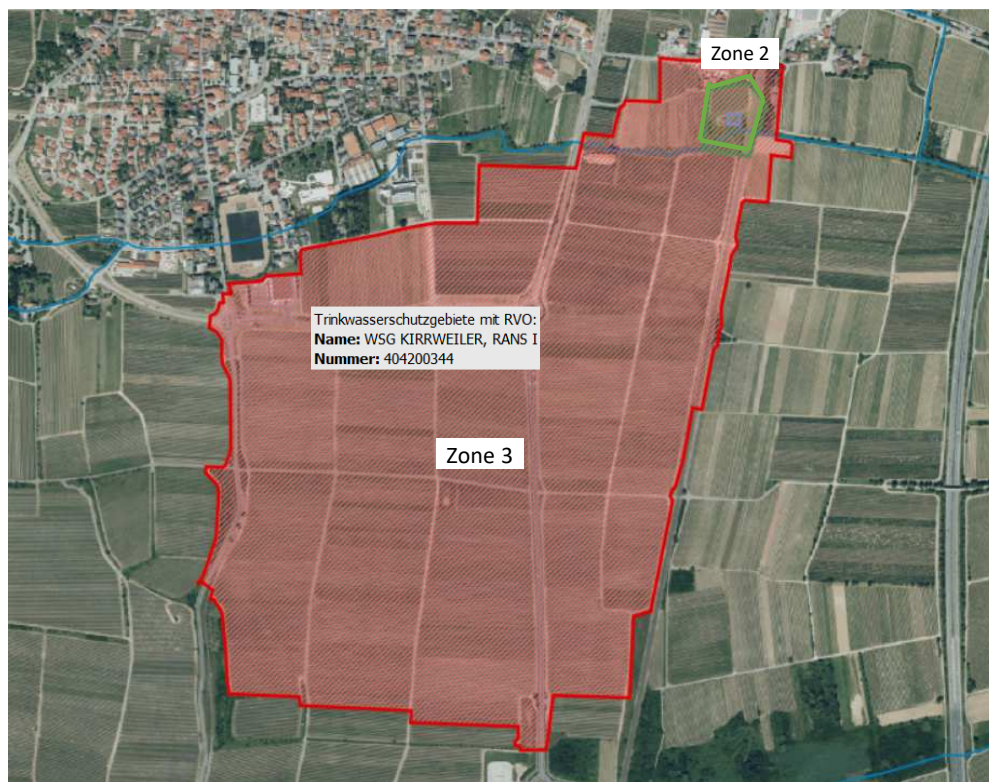 Zone 2
Trinkwasserschutzgebiete mit RVO:
Name: WSG KIRRWEILER, RANS I
Nummer: 404200344
Zone 3